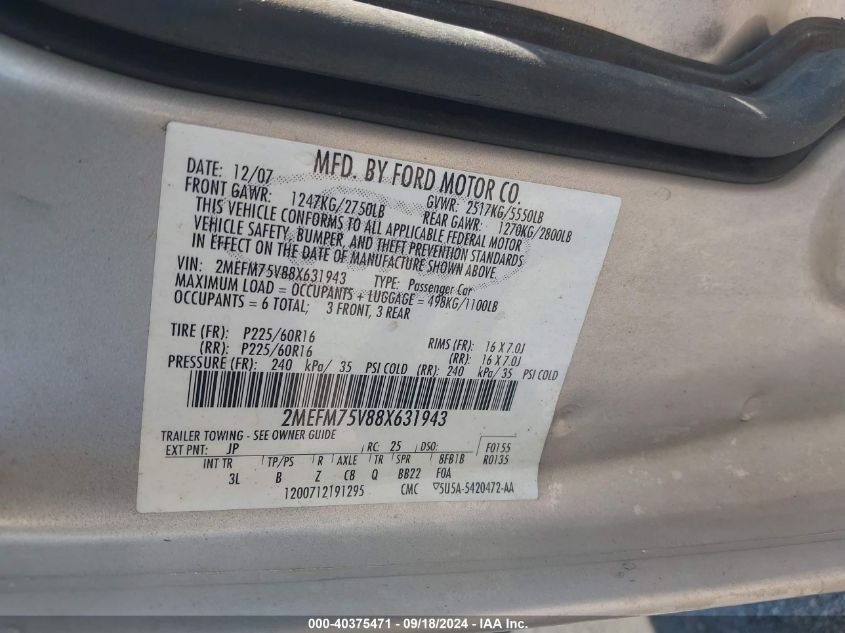 MFD. BY FORD MOTOR CO.
DATE: 12/07 GVWR: 2517KG/5550LB
FRONT GAWR: 1247KG/2750LB REAR GAWR: 1270KG/2800LB
THIS VEHICLE CONFORMS TO ALL APPLICABLE FEDERAL MOTOR
VEHICLE SAFETY, BUMPER, AND THEFT PREVENTION STANDARDS
IN EFFECT ON THE DATE OF MANUFACTURE SHOWN ABOVE.
VIN: 2MEFM75V88X631943 TYPE: Passenger Car
MAXIMUM LOAD = OCCUPANTS + LUGGAGE = 498KG/1100LB
OCCUPANTS = 6 TOTAL; 3 FRONT, 3 REAR
TIRE (FR): P225/60R16 RIMS (FR): 16 X 7.0J
(RR): P225/60R16 (RR): 16 X 7.0J
PRESSURE (FR): 240 kPa/ 35 PSI COLD (RR): 240 kPa/ 35 PSI COLD
2MEFM75V88X631943
TRAILER TOWING - SEE OWNER GUIDE
EXT PNT: JP RC: 25 DSO: F0155
R0135
INT TR TP/PS R AXLE TR SPR BFB1B
3L B Z CB Q BB22 F0A
1200712191295 CMC 5U5A-5420472-AA
000-40375471 - 09/18/2024 - IAA Inc.